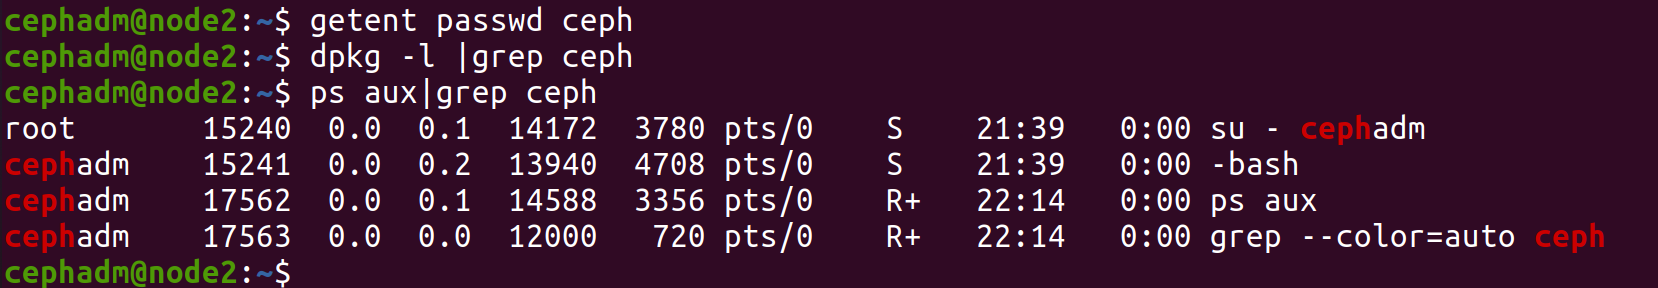 cephadm@node2:~$ getent passwd ceph
cephadm@node2:~$ dpkg -l |grep ceph
cephadm@node2:~$ ps aux|grep ceph
root       15240  0.0  0.1  14172  3780 pts/0    S    21:39   0:00 su - cephadm
cephadm    15241  0.0  0.2  13940  4708 pts/0    S    21:39   0:00 -bash
cephadm    17562  0.0  0.1  14588  3356 pts/0    R+   22:14   0:00 ps aux
cephadm    17563  0.0  0.0  12000   720 pts/0    R+   22:14   0:00 grep --color=auto ceph
cephadm@node2:~$